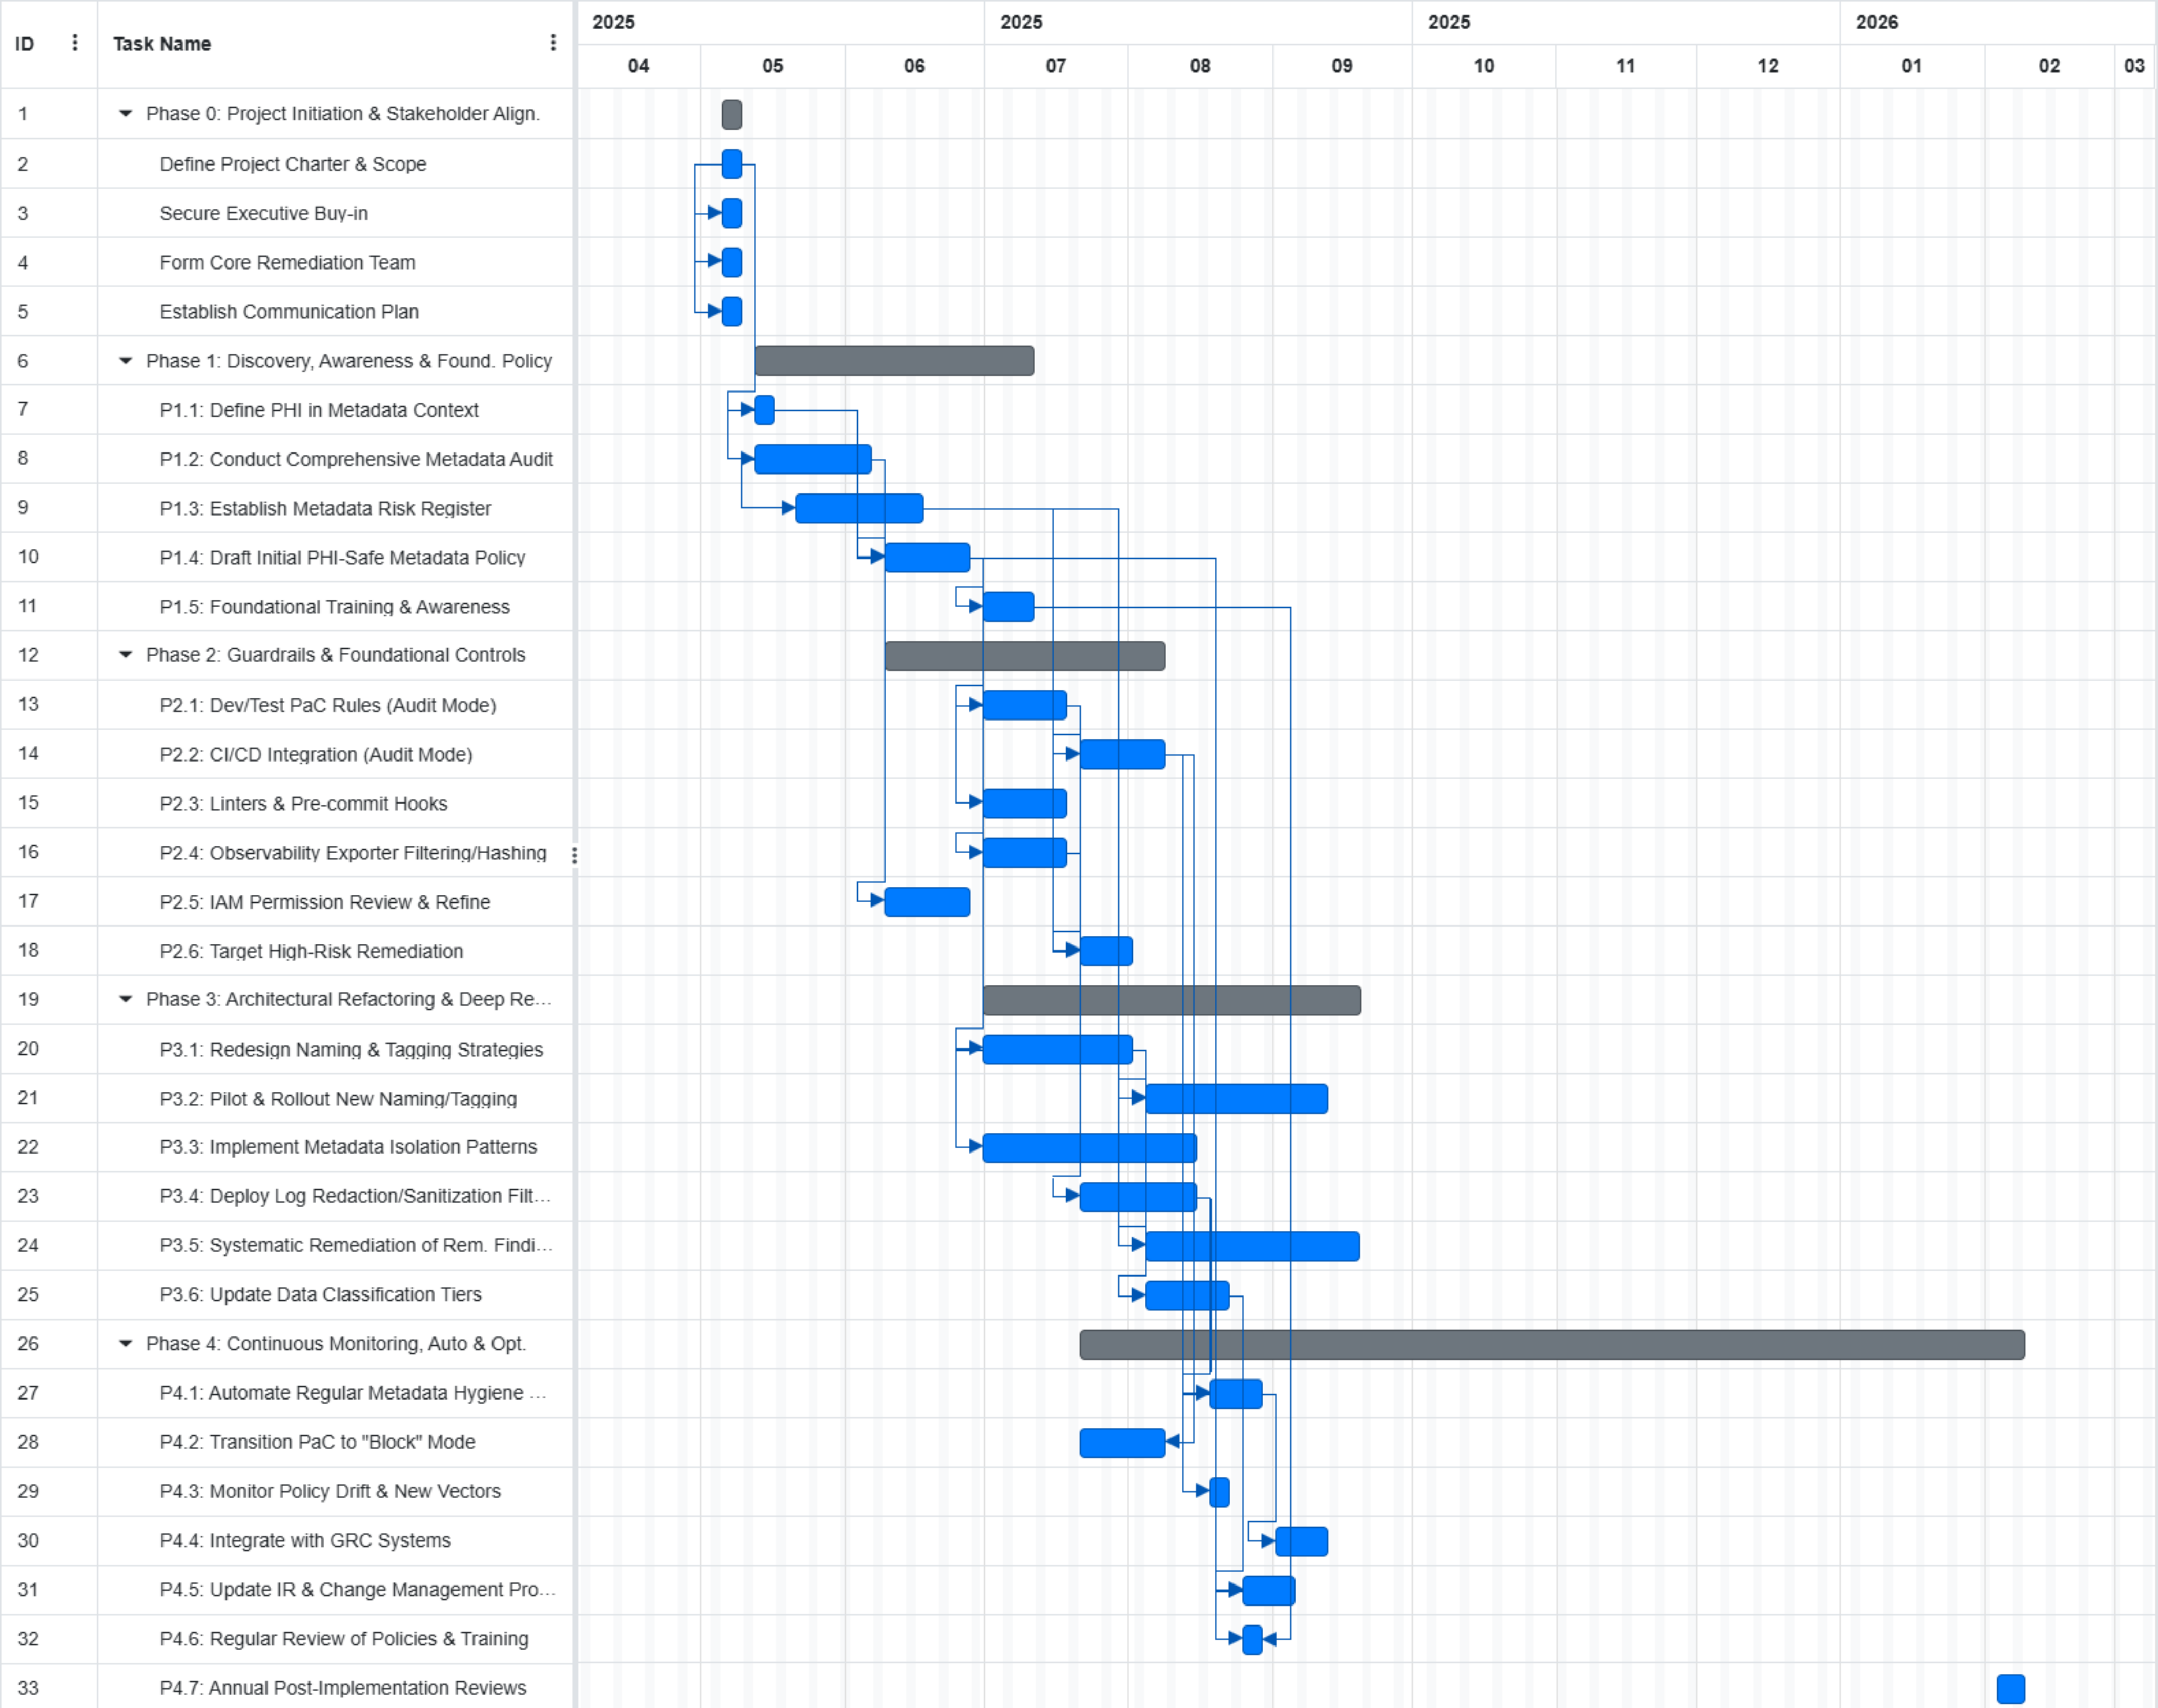 ID Task Name 2025 2025 2025 2026
04 05 06 07 08 09 10 11 12 01 02 03
1 Phase 0: Project Initiation & Stakeholder Align.
2 Define Project Charter & Scope
3 Secure Executive Buy-in
4 Form Core Remediation Team
5 Establish Communication Plan
6 Phase 1: Discovery, Awareness & Found. Policy
7 P1.1: Define PHI in Metadata Context
8 P1.2: Conduct Comprehensive Metadata Audit
9 P1.3: Establish Metadata Risk Register
10 P1.4: Draft Initial PHI-Safe Metadata Policy
11 P1.5: Foundational Training & Awareness
12 Phase 2: Guardrails & Foundational Controls
13 P2.1: Dev/Test PaC Rules (Audit Mode)
14 P2.2: CI/CD Integration (Audit Mode)
15 P2.3: Linters & Pre-commit Hooks
16 P2.4: Observability Exporter Filtering/Hashing
17 P2.5: IAM Permission Review & Refine
18 P2.6: Target High-Risk Remediation
19 Phase 3: Architectural Refactoring & Deep Re...
20 P3.1: Redesign Naming & Tagging Strategies
21 P3.2: Pilot & Rollout New Naming/Tagging
22 P3.3: Implement Metadata Isolation Patterns
23 P3.4: Deploy Log Redaction/Sanitization Filt...
24 P3.5: Systematic Remediation of Rem. Findi...
25 P3.6: Update Data Classification Tiers
26 Phase 4: Continuous Monitoring, Auto & Opt.
27 P4.1: Automate Regular Metadata Hygiene ...
28 P4.2: Transition PaC to "Block" Mode
29 P4.3: Monitor Policy Drift & New Vectors
30 P4.4: Integrate with GRC Systems
31 P4.5: Update IR & Change Management Pro...
32 P4.6: Regular Review of Policies & Training
33 P4.7: Annual Post-Implementation Reviews